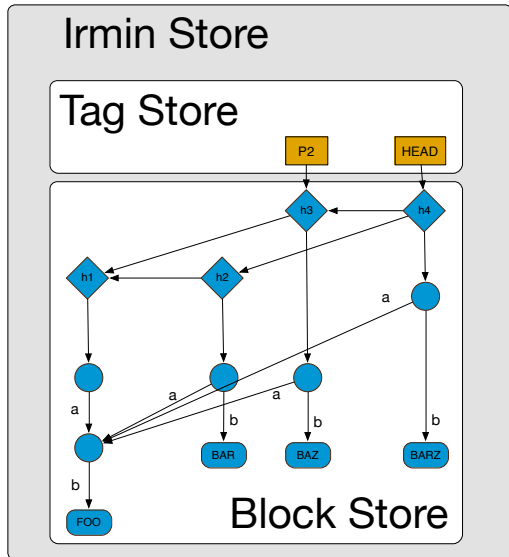 Irmin Store
Tag Store
P2 HEAD
h3 h4
h1 h2
a
a a a
b b b
BAR BAZ BARZ
b
FOO
Block Store